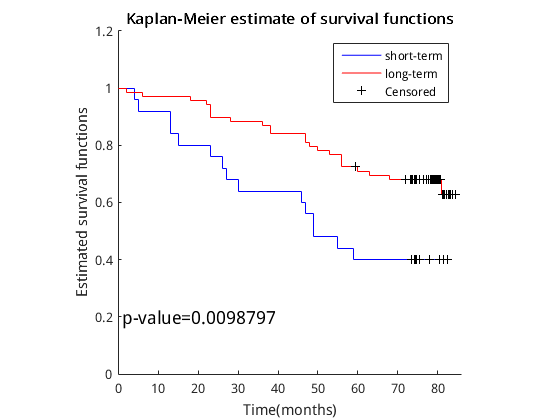 Kaplan-Meier estimate of survival functions
1.2
short-term
long-term
Censored
1
0.8
Estimated survival functions
0.6
0.4
0.2
p-value=0.0098797
0
0 10 20 30 40 50 60 70 80
Time(months)